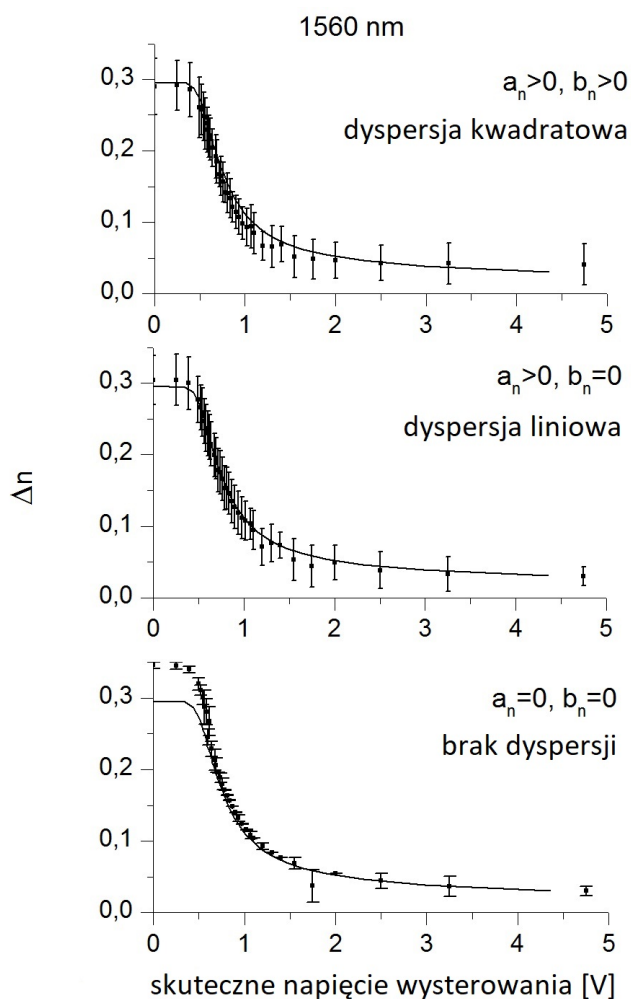 1560 nm
0,3
0,2
0,1
0,0
0 1 2 3 4 5
aₙ>0, bₙ>0
dyspersja kwadratowa
0,3
0,2
0,1
0,0
0 1 2 3 4 5
aₙ>0, bₙ=0
dyspersja liniowa
Δn
0,3
0,2
0,1
0,0
0 1 2 3 4 5
aₙ=0, bₙ=0
brak dyspersji
skuteczne napięcie wysterowania [V]